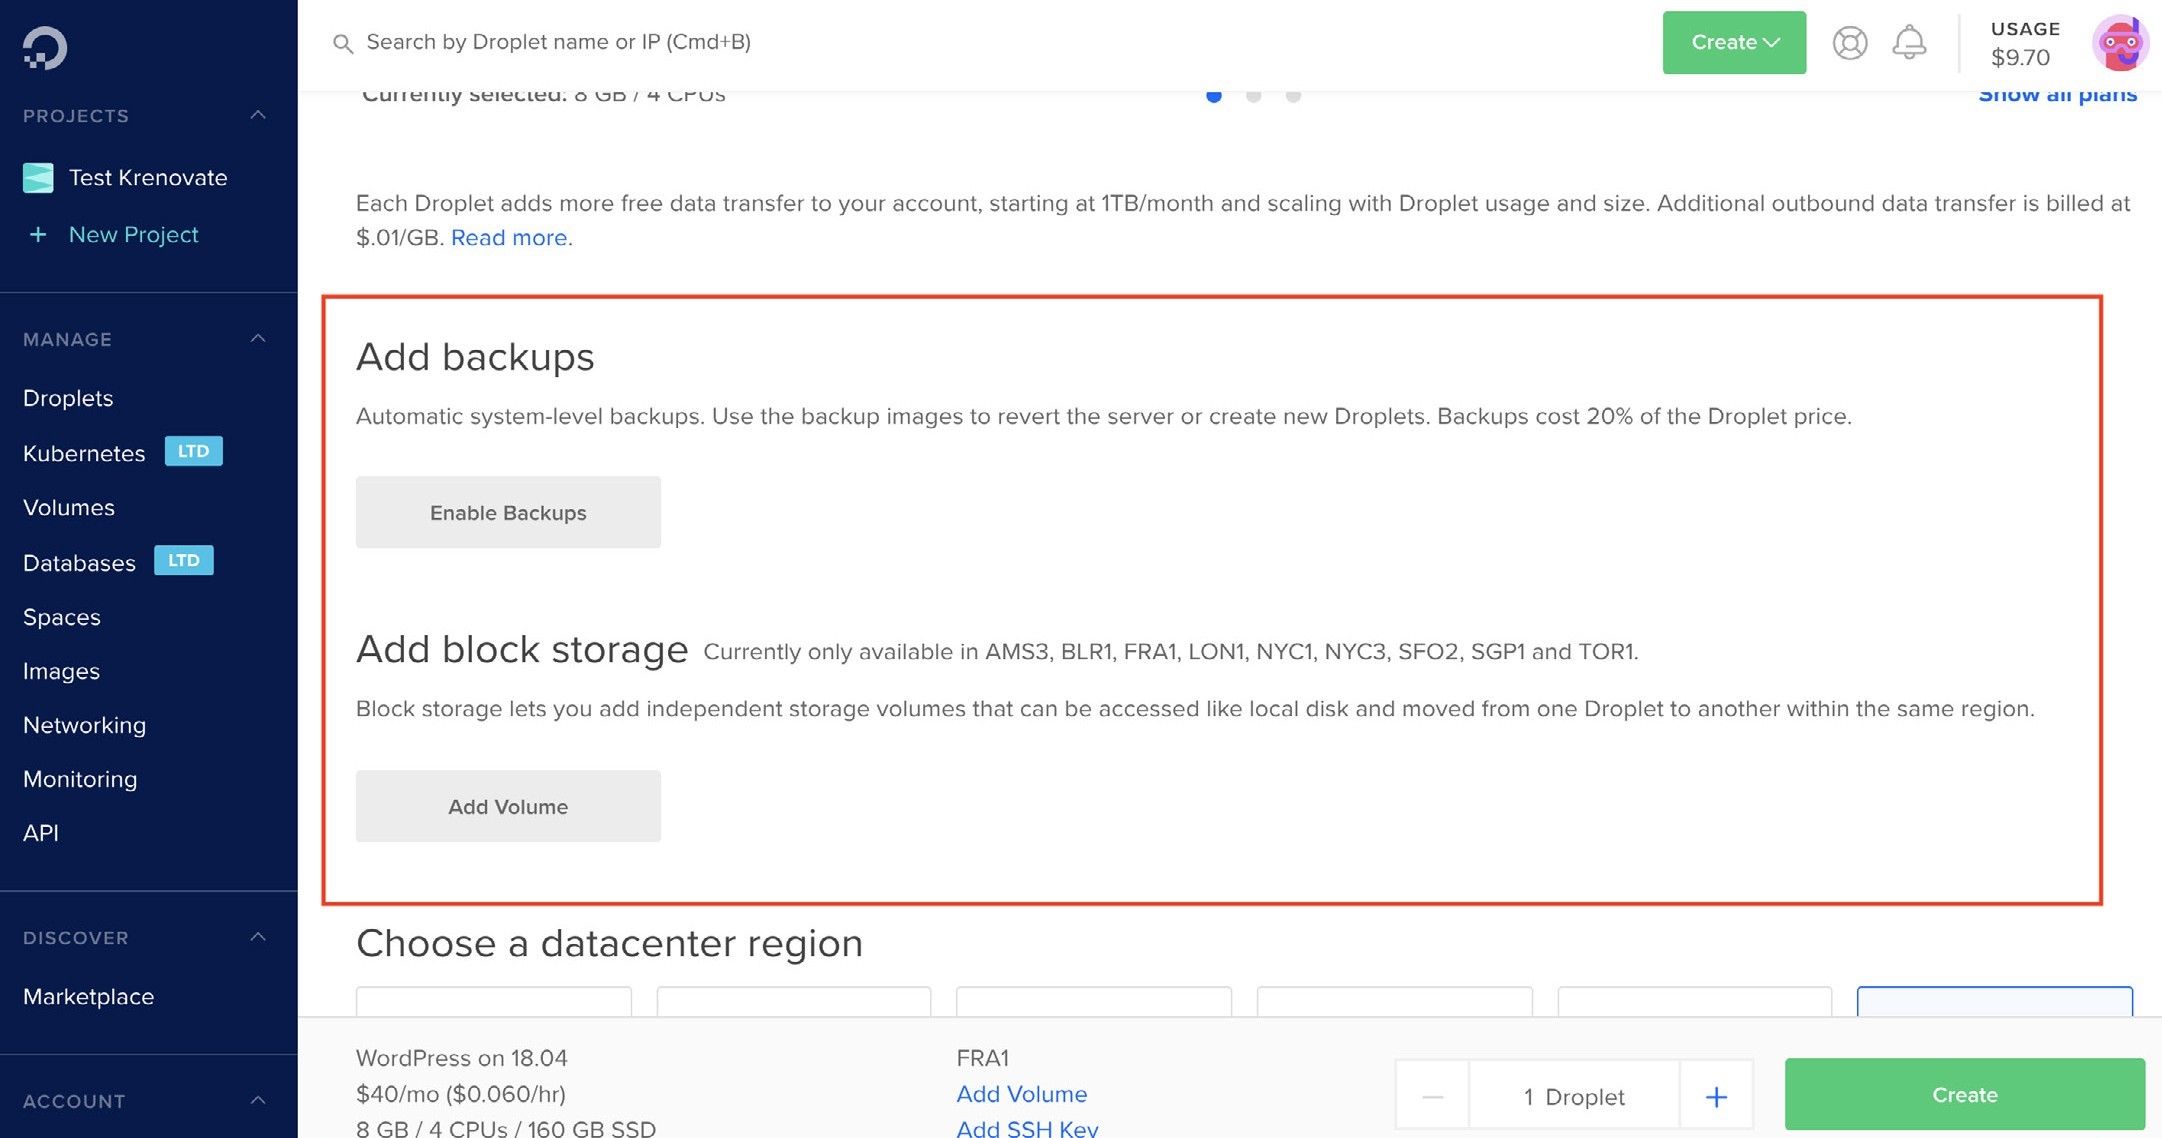 Search by Droplet name or IP (Cmd+B)
Create
USAGE
$9.70
PROJECTS
Test Krenovate
+ New Project
MANAGE
Droplets
Kubernetes LTD
Volumes
Databases LTD
Spaces
Images
Networking
Monitoring
API
DISCOVER
Marketplace
ACCOUNT
Currently selected: 8 GB / 4 CPUs
Show all plans
Each Droplet adds more free data transfer to your account, starting at 1TB/month and scaling with Droplet usage and size. Additional outbound data transfer is billed at
$.01/GB. Read more.
Add backups
Automatic system-level backups. Use the backup images to revert the server or create new Droplets. Backups cost 20% of the Droplet price.
Enable Backups
Add block storage Currently only available in AMS3, BLR1, FRA1, LON1, NYC1, NYC3, SFO2, SGP1 and TOR1.
Block storage lets you add independent storage volumes that can be accessed like local disk and moved from one Droplet to another within the same region.
Add Volume
Choose a datacenter region
WordPress on 18.04
$40/mo ($0.060/hr)
8 GB / 4 CPUs / 160 GB SSD
FRA1
Add Volume
Add SSH Key
1 Droplet
Create